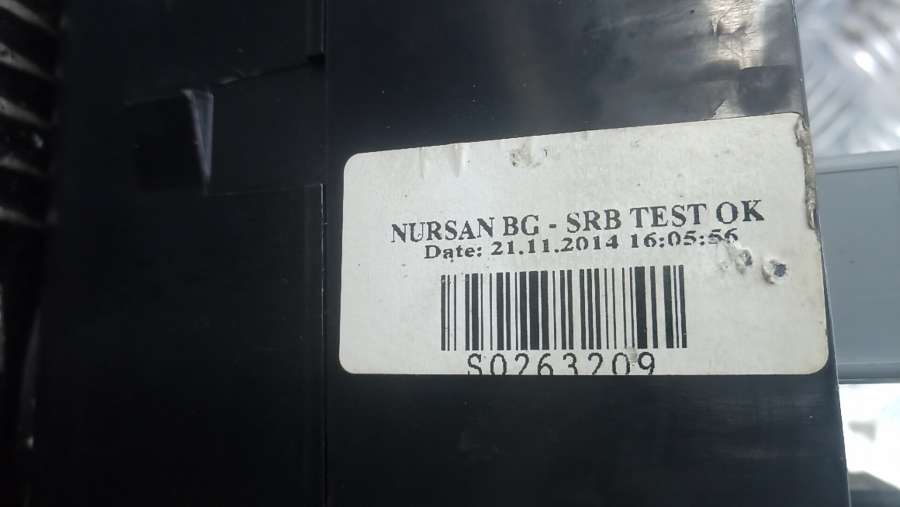 NURSAN BG - SRB TEST OK
Date: 21.11.2014 16:05:56
S0263209